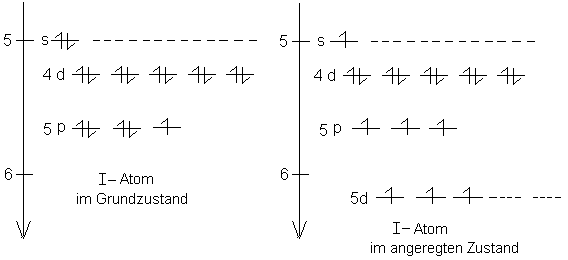 5 s
4 d
5 p
6
I - Atom
im Grundzustand
5 s
4 d
5 p
6
5d
I - Atom
im angeregten Zustand